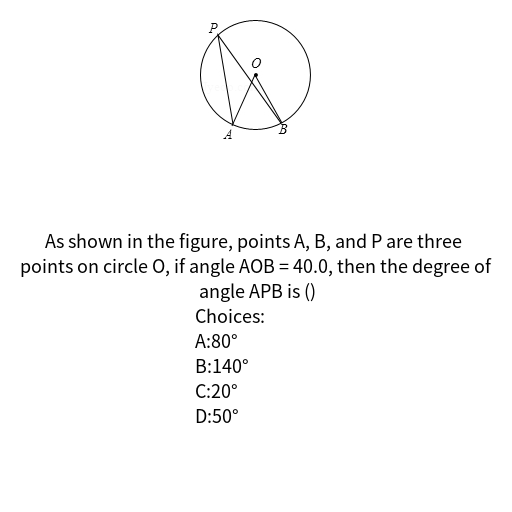 P
O
A
B
As shown in the figure, points A, B, and P are three
points on circle O, if angle AOB = 40.0, then the degree of
angle APB is ()
Choices:
A:80°
B:140°
C:20°
D:50°